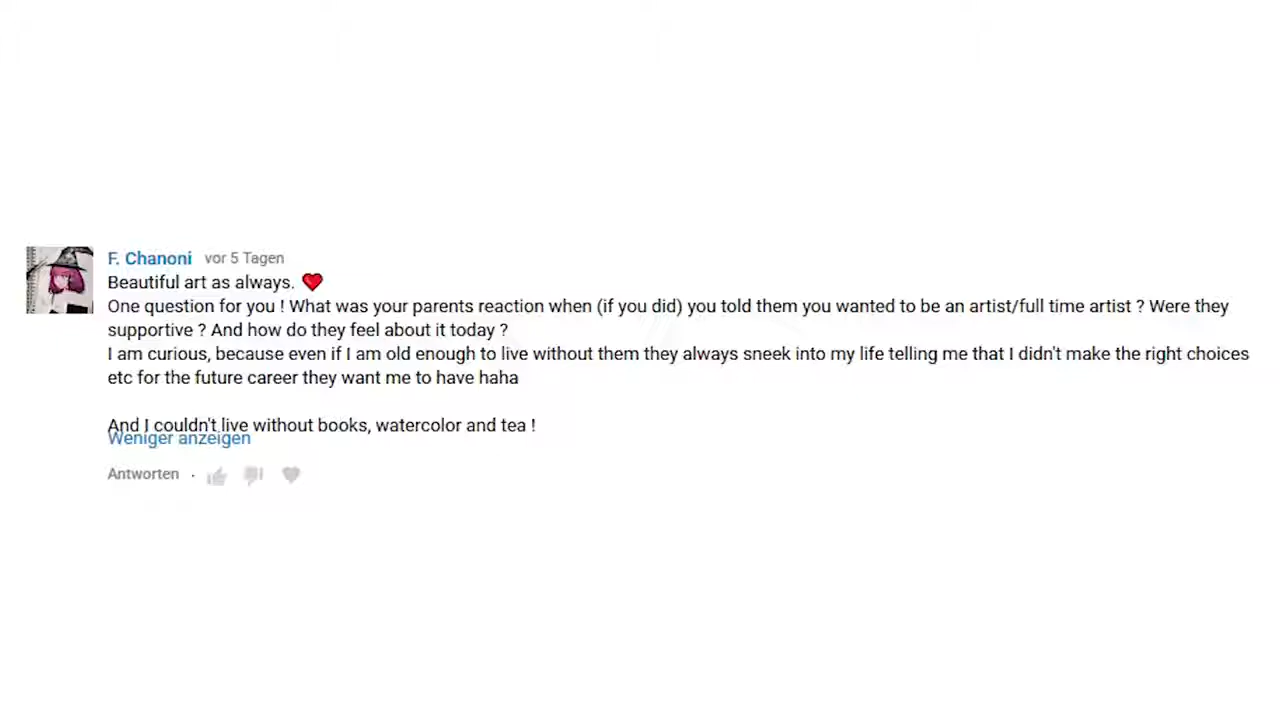 F. Chanoni vor 5 Tagen
Beautiful art as always. ❤
One question for you ! What was your parents reaction when (if you did) you told them you wanted to be an artist/full time artist ? Were they
supportive ? And how do they feel about it today ?
I am curious, because even if I am old enough to live without them they always sneek into my life telling me that I didn't make the right choices
etc for the future career they want me to have haha
And I couldn't live without books, watercolor and tea !
Weniger anzeigen
Antworten ·